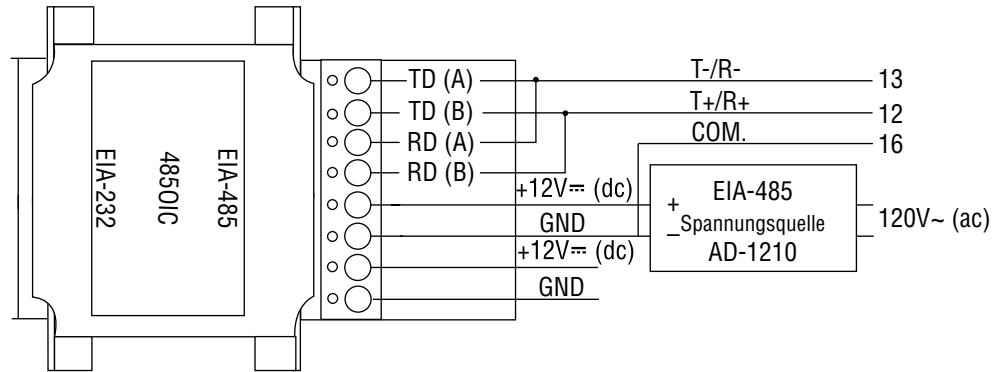 EIA-232
485OIC
EIA-485
TD (A)
TD (B)
RD (A)
RD (B)
T-/R-
13
T+/R+
12
COM.
16
+12V⎓ (dc)
GND
+12V⎓ (dc)
GND
EIA-485
+
Spannungsquelle
–
AD-1210
120V~ (ac)